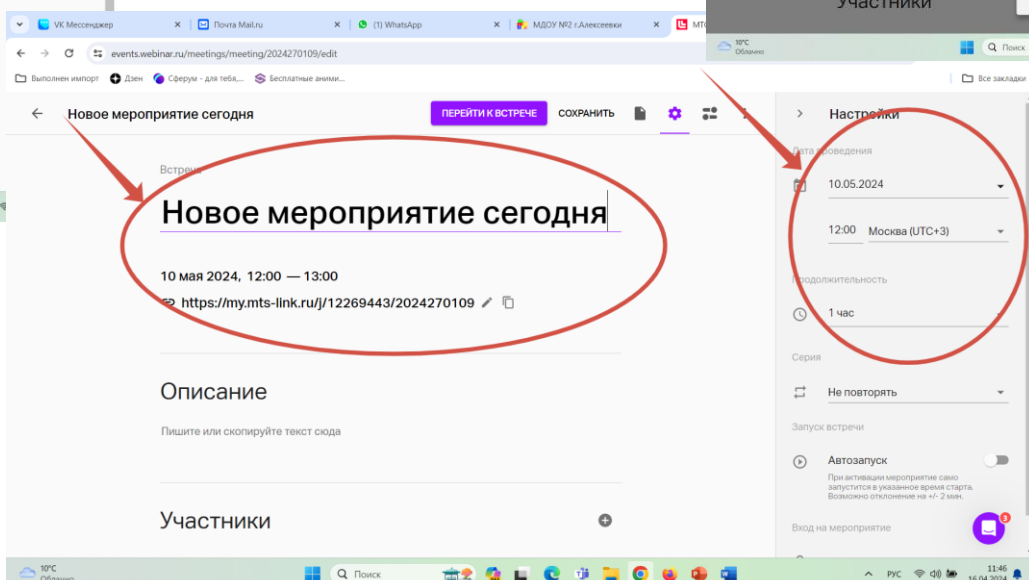 Участники
10°C
Облачно
Поиск
VK Мессенджер
Почта Mail.ru
(1) WhatsApp
МДОУ №2 г.Алексеевки
МТС
events.webinar.ru/meetings/meeting/2024270109/edit
Выполнен импорт
Дзен
Сферум - для тебя,...
Бесплатные аними...
Все закладки
Новое мероприятие сегодня
ПЕРЕЙТИ К ВСТРЕЧЕ
СОХРАНИТЬ
Встреча
Новое мероприятие сегодня
10 мая 2024, 12:00 — 13:00
https://my.mts-link.ru/j/12269443/2024270109
Описание
Пишите или скопируйте текст сюда
Участники
Настройки
Дата проведения
10.05.2024
12:00 Москва (UTC+3)
Продолжительность
1 час
Серия
Не повторять
Запуск встречи
Автозапуск
При активации мероприятие само
запустится в указанное время старта.
Возможно отклонение на +/- 2 мин.
Вход на мероприятие
3
10°C
Облачно
Поиск
РУС
11:46
16.04.2024